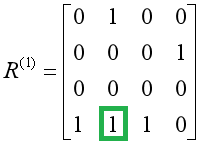 R⁽¹⁾ =
0 1 0 0
0 0 0 1
0 0 0 0
1 1 1 0